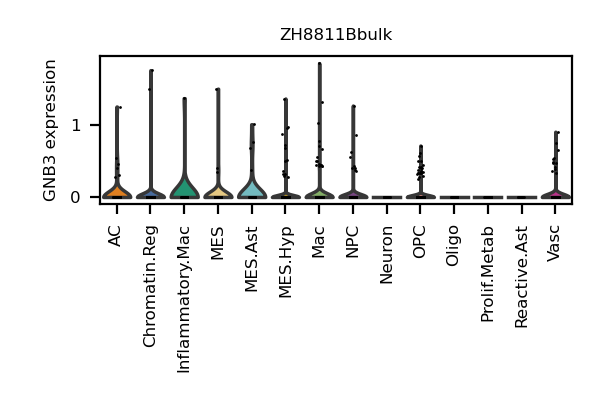 ZH8811Bbulk
GNB3 expression
1
0
AC
Chromatin.Reg
Inflammatory.Mac
MES
MES.Ast
MES.Hyp
Mac
NPC
Neuron
OPC
Oligo
Prolif.Metab
Reactive.Ast
Vasc